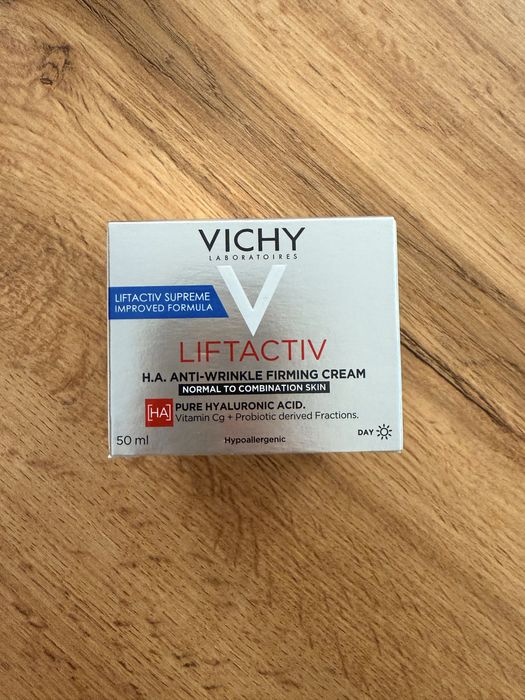 VICHY
LABORATOIRES
LIFTACTIV SUPREME
IMPROVED FORMULA
LIFTACTIV
H.A. ANTI-WRINKLE FIRMING CREAM
NORMAL TO COMBINATION SKIN
[HA] PURE HYALURONIC ACID.
Vitamin Cg + Probiotic derived Fractions.
50 ml
Hypoallergenic
DAY